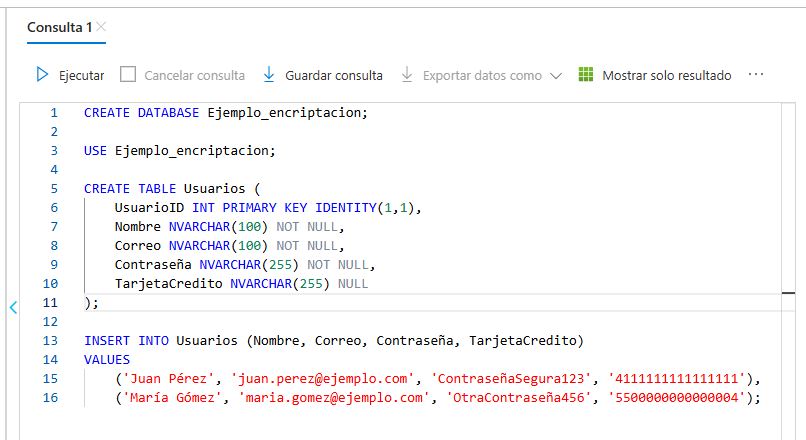 Consulta 1
Ejecutar Cancelar consulta Guardar consulta Exportar datos como Mostrar solo resultado ...
1 CREATE DATABASE Ejemplo_encriptacion;
2
3 USE Ejemplo_encriptacion;
4
5 CREATE TABLE Usuarios (
6 UsuarioID INT PRIMARY KEY IDENTITY(1,1),
7 Nombre NVARCHAR(100) NOT NULL,
8 Correo NVARCHAR(100) NOT NULL,
9 Contraseña NVARCHAR(255) NOT NULL,
10 TarjetaCredito NVARCHAR(255) NULL
11 );
12
13 INSERT INTO Usuarios (Nombre, Correo, Contraseña, TarjetaCredito)
14 VALUES
15 ('Juan Pérez', 'juan.perez@ejemplo.com', 'ContraseñaSegura123', '4111111111111111'),
16 ('María Gómez', 'maria.gomez@ejemplo.com', 'OtraContraseña456', '5500000000000004');